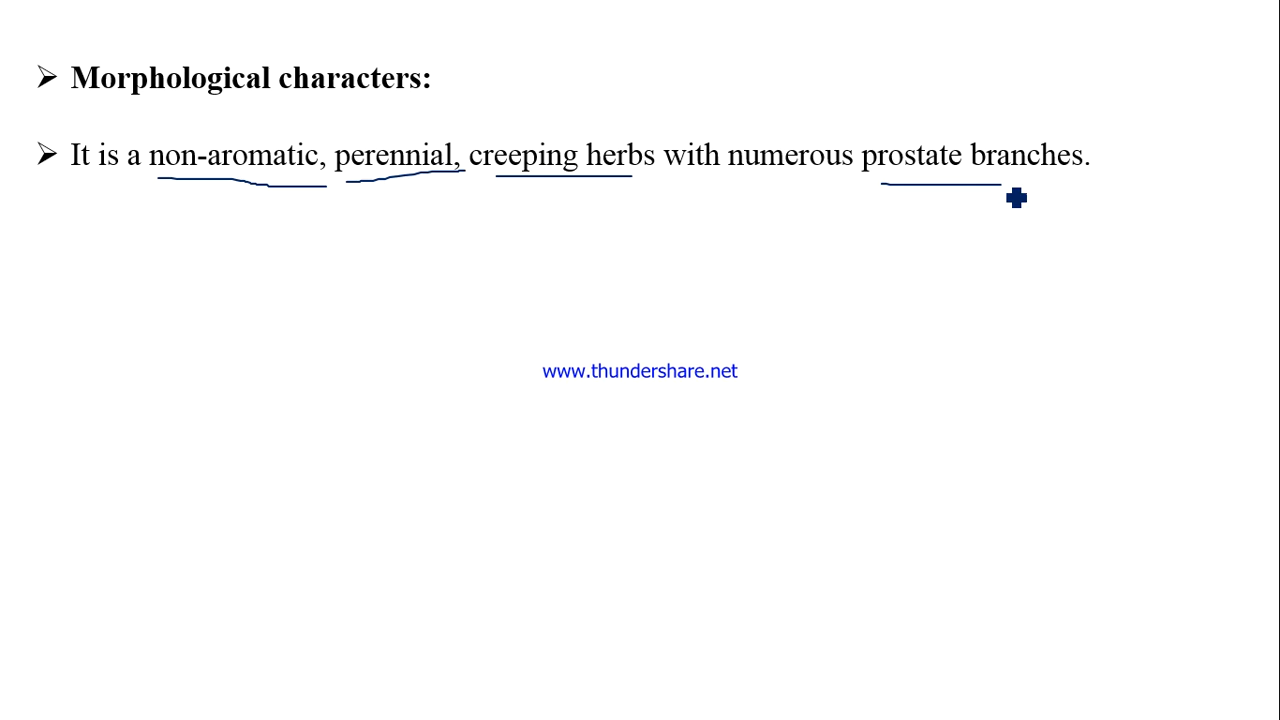 ➢ Morphological characters:
➢ It is a non-aromatic, perennial, creeping herbs with numerous prostate branches.
www.thundershare.net